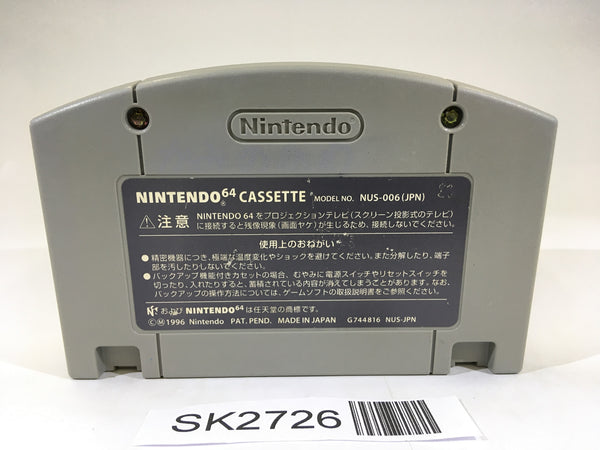 Nintendo
NINTENDO 64 CASSETTE MODEL NO. NUS-006(JPN)
注意 NINTENDO 64 をプロジェクションテレビ(スクリーン投影式のテレビ)
に接続すると残像現象(画面ヤケ)が生じるため、接続しないでください。
使用上のおねがい
●精密機器につき、極端な温度変化やショックを避けてください。また分解したり、端子
部を汚したりしないでください。
●バックアップ機能付きカセットの場合、むやみに電源スイッチやリセットスイッチを
切ったり、入れたりすると、蓄積されている内容が消えてしまうことがあります。なお、
バックアップの操作方法については、ゲームソフトの取扱説明書をご参照ください。
および NINTENDO64 は任天堂の商標です。
©Ⓜ1996 Nintendo PAT. PEND. MADE IN JAPAN G744816 NUS-JPN
SK2726